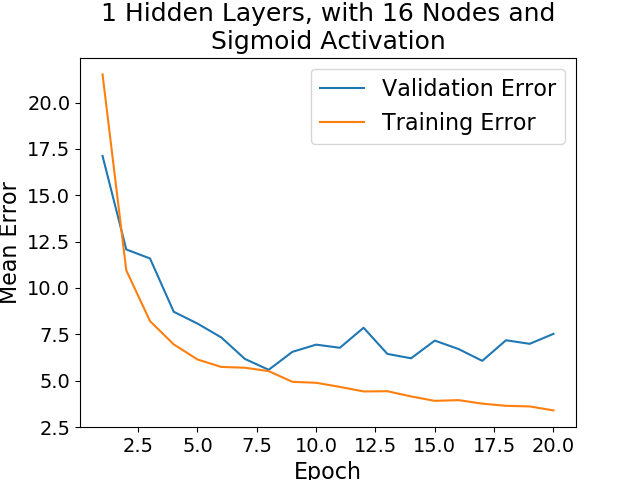 1 Hidden Layers, with 16 Nodes and
Sigmoid Activation
Validation Error
Training Error
Mean Error
20.0
17.5
15.0
12.5
10.0
7.5
5.0
2.5
2.5 5.0 7.5 10.0 12.5 15.0 17.5 20.0
Epoch